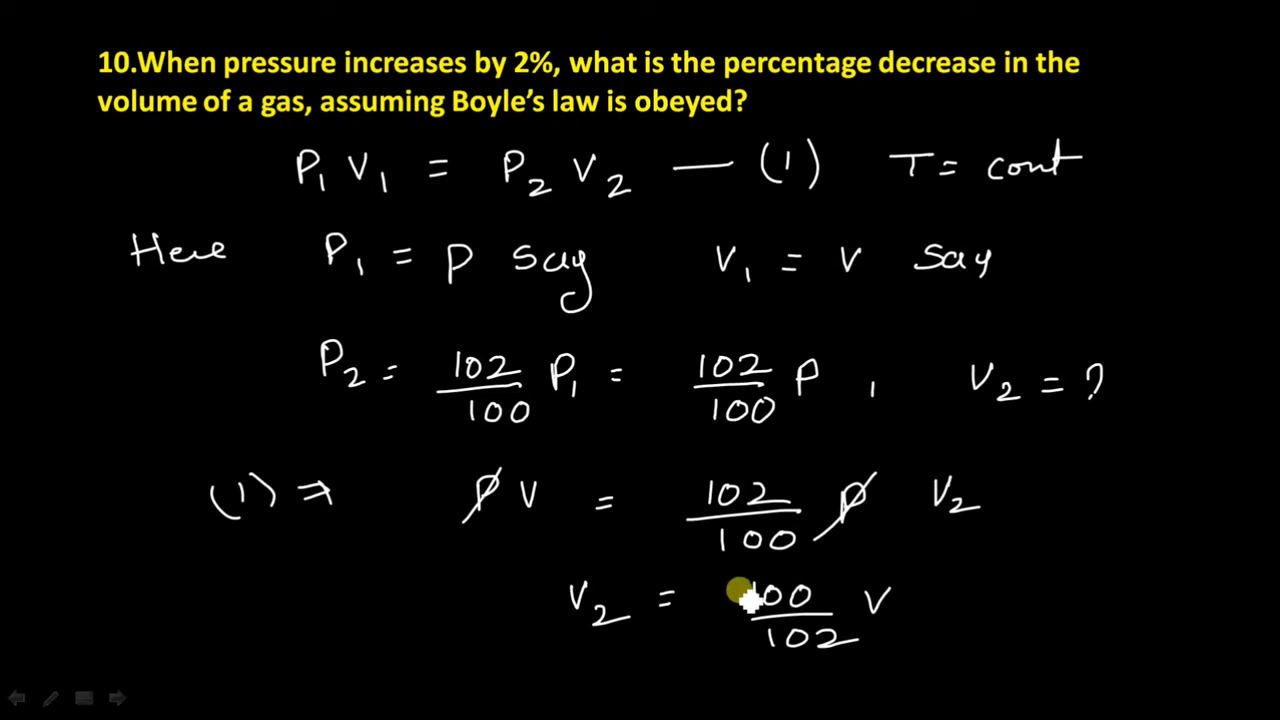 10.When pressure increases by 2%, what is the percentage decrease in the
volume of a gas, assuming Boyle's law is obeyed?
P₁ V₁ = P₂ V₂ — (1) T = cont
Here P₁ = P say V₁ = V say
P₂ = 102/100 P₁ = 102/100 P , V₂ = ?
(1) ⇒ P V = 102/100 P V₂
V₂ = 100/102 V